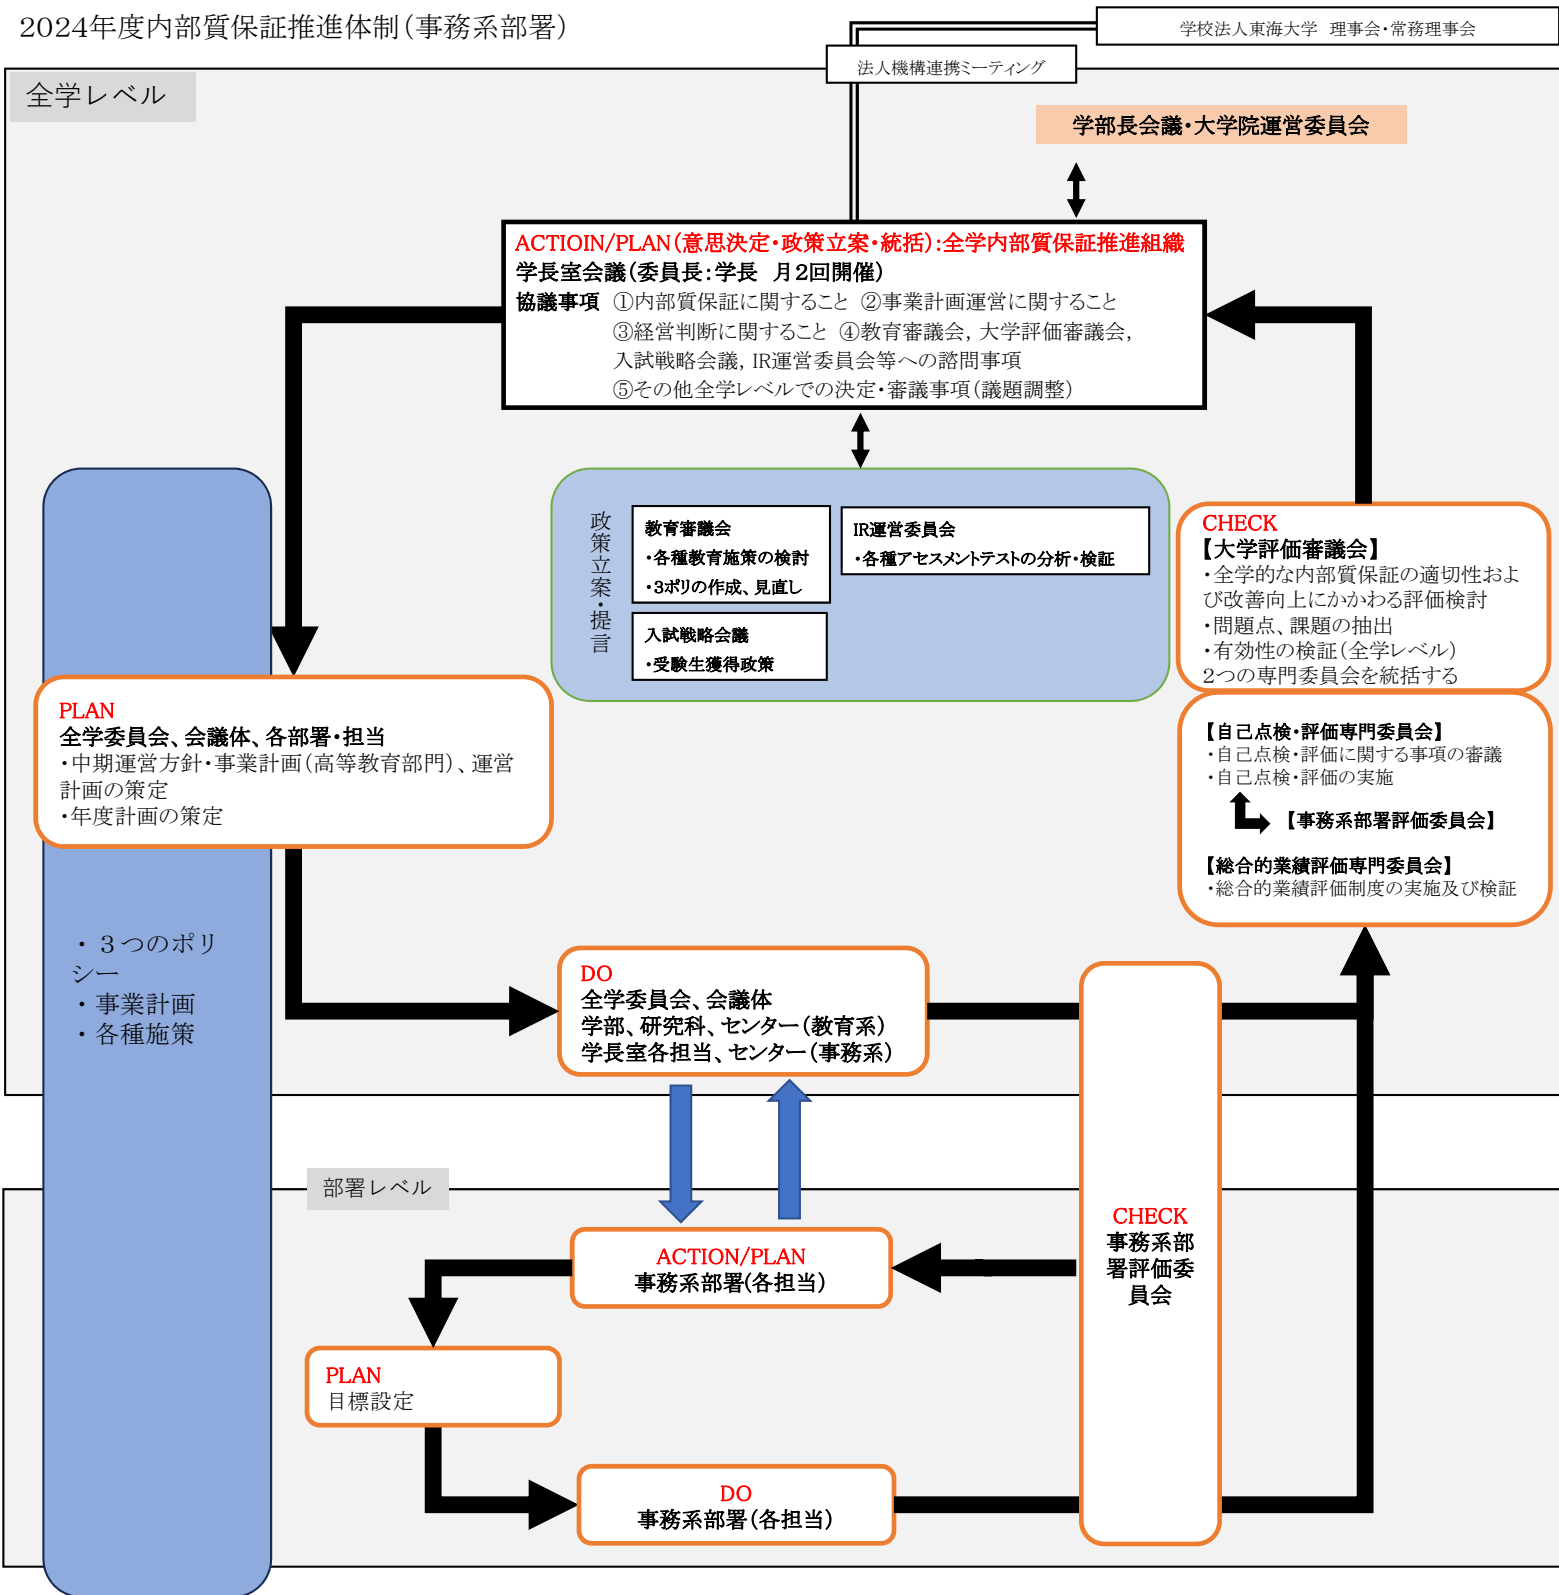 2024年度内部質保証推進体制（事務系部署）
学校法人東海大学　理事会・常務理事会
法人機構連携ミーティング
全学レベル
学部長会議・大学院運営委員会
ACTIOIN/PLAN（意思決定・政策立案・統括）：全学内部質保証推進組織
学長室会議（委員長：学長　月2回開催）
協議事項　①内部質保証に関すること ②事業計画運営に関すること
③経営判断に関すること ④教育審議会，大学評価審議会，
入試戦略会議，IR運営委員会等への諮問事項
⑤その他全学レベルでの決定・審議事項（議題調整）
政策立案・提言
教育審議会
・各種教育施策の検討
・3ポリの作成、見直し
IR運営委員会
・各種アセスメントテストの分析・検証
入試戦略会議
・受験生獲得政策
CHECK
【大学評価審議会】
・全学的な内部質保証の適切性およ
び改善向上にかかわる評価検討
・問題点、課題の抽出
・有効性の検証（全学レベル）
2つの専門委員会を統括する
【自己点検・評価専門委員会】
・自己点検・評価に関する事項の審議
・自己点検・評価の実施
【事務系部署評価委員会】
【総合的業績評価専門委員会】
・総合的業績評価制度の実施及び検証
PLAN
全学委員会、会議体、各部署・担当
・中期運営方針・事業計画（高等教育部門）、運営
計画の策定
・年度計画の策定
・３つのポリ
シー
・事業計画
・各種施策
DO
全学委員会、会議体
学部、研究科、センター（教育系）
学長室各担当、センター（事務系）
部署レベル
ACTION/PLAN
事務系部署(各担当）
CHECK
事務系部
署評価委
員会
PLAN
目標設定
DO
事務系部署（各担当）